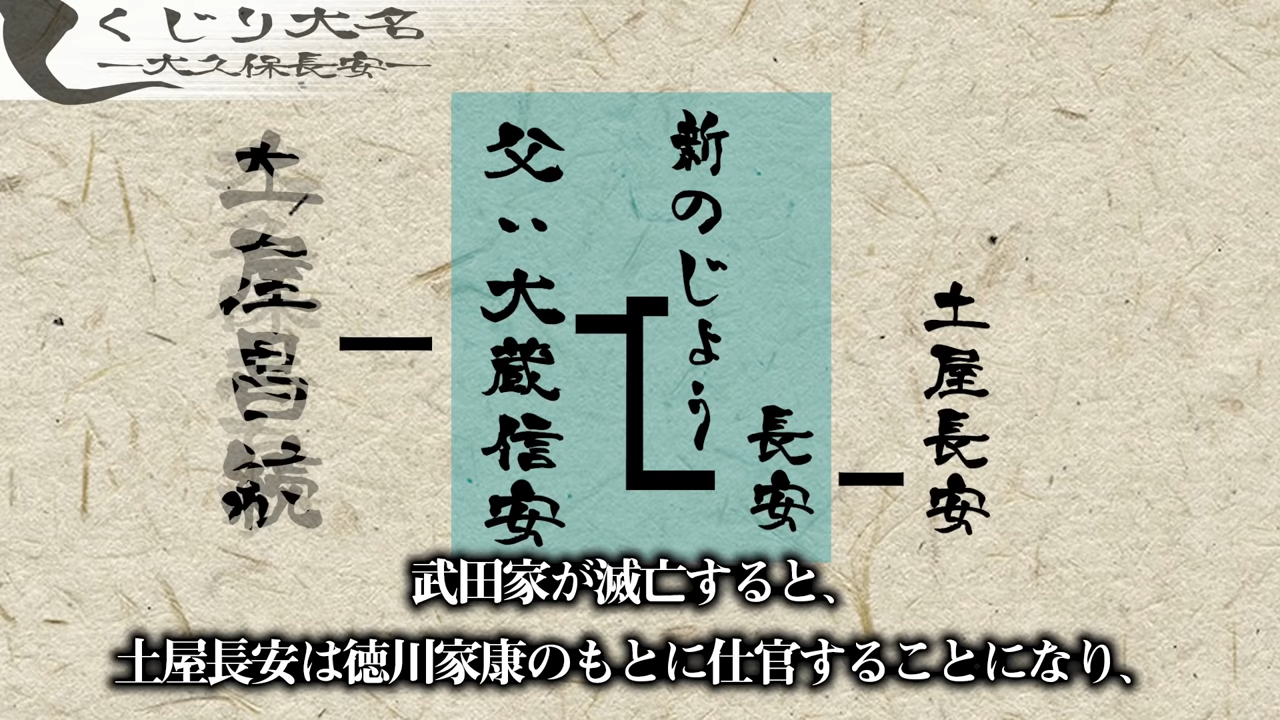 くじり大名
ー大久保長安ー
土屋昌
父、、大蔵信安
新のじょう
長安
土屋長安
武田家が滅亡すると、
土屋長安は徳川家康のもとに仕官することになり、